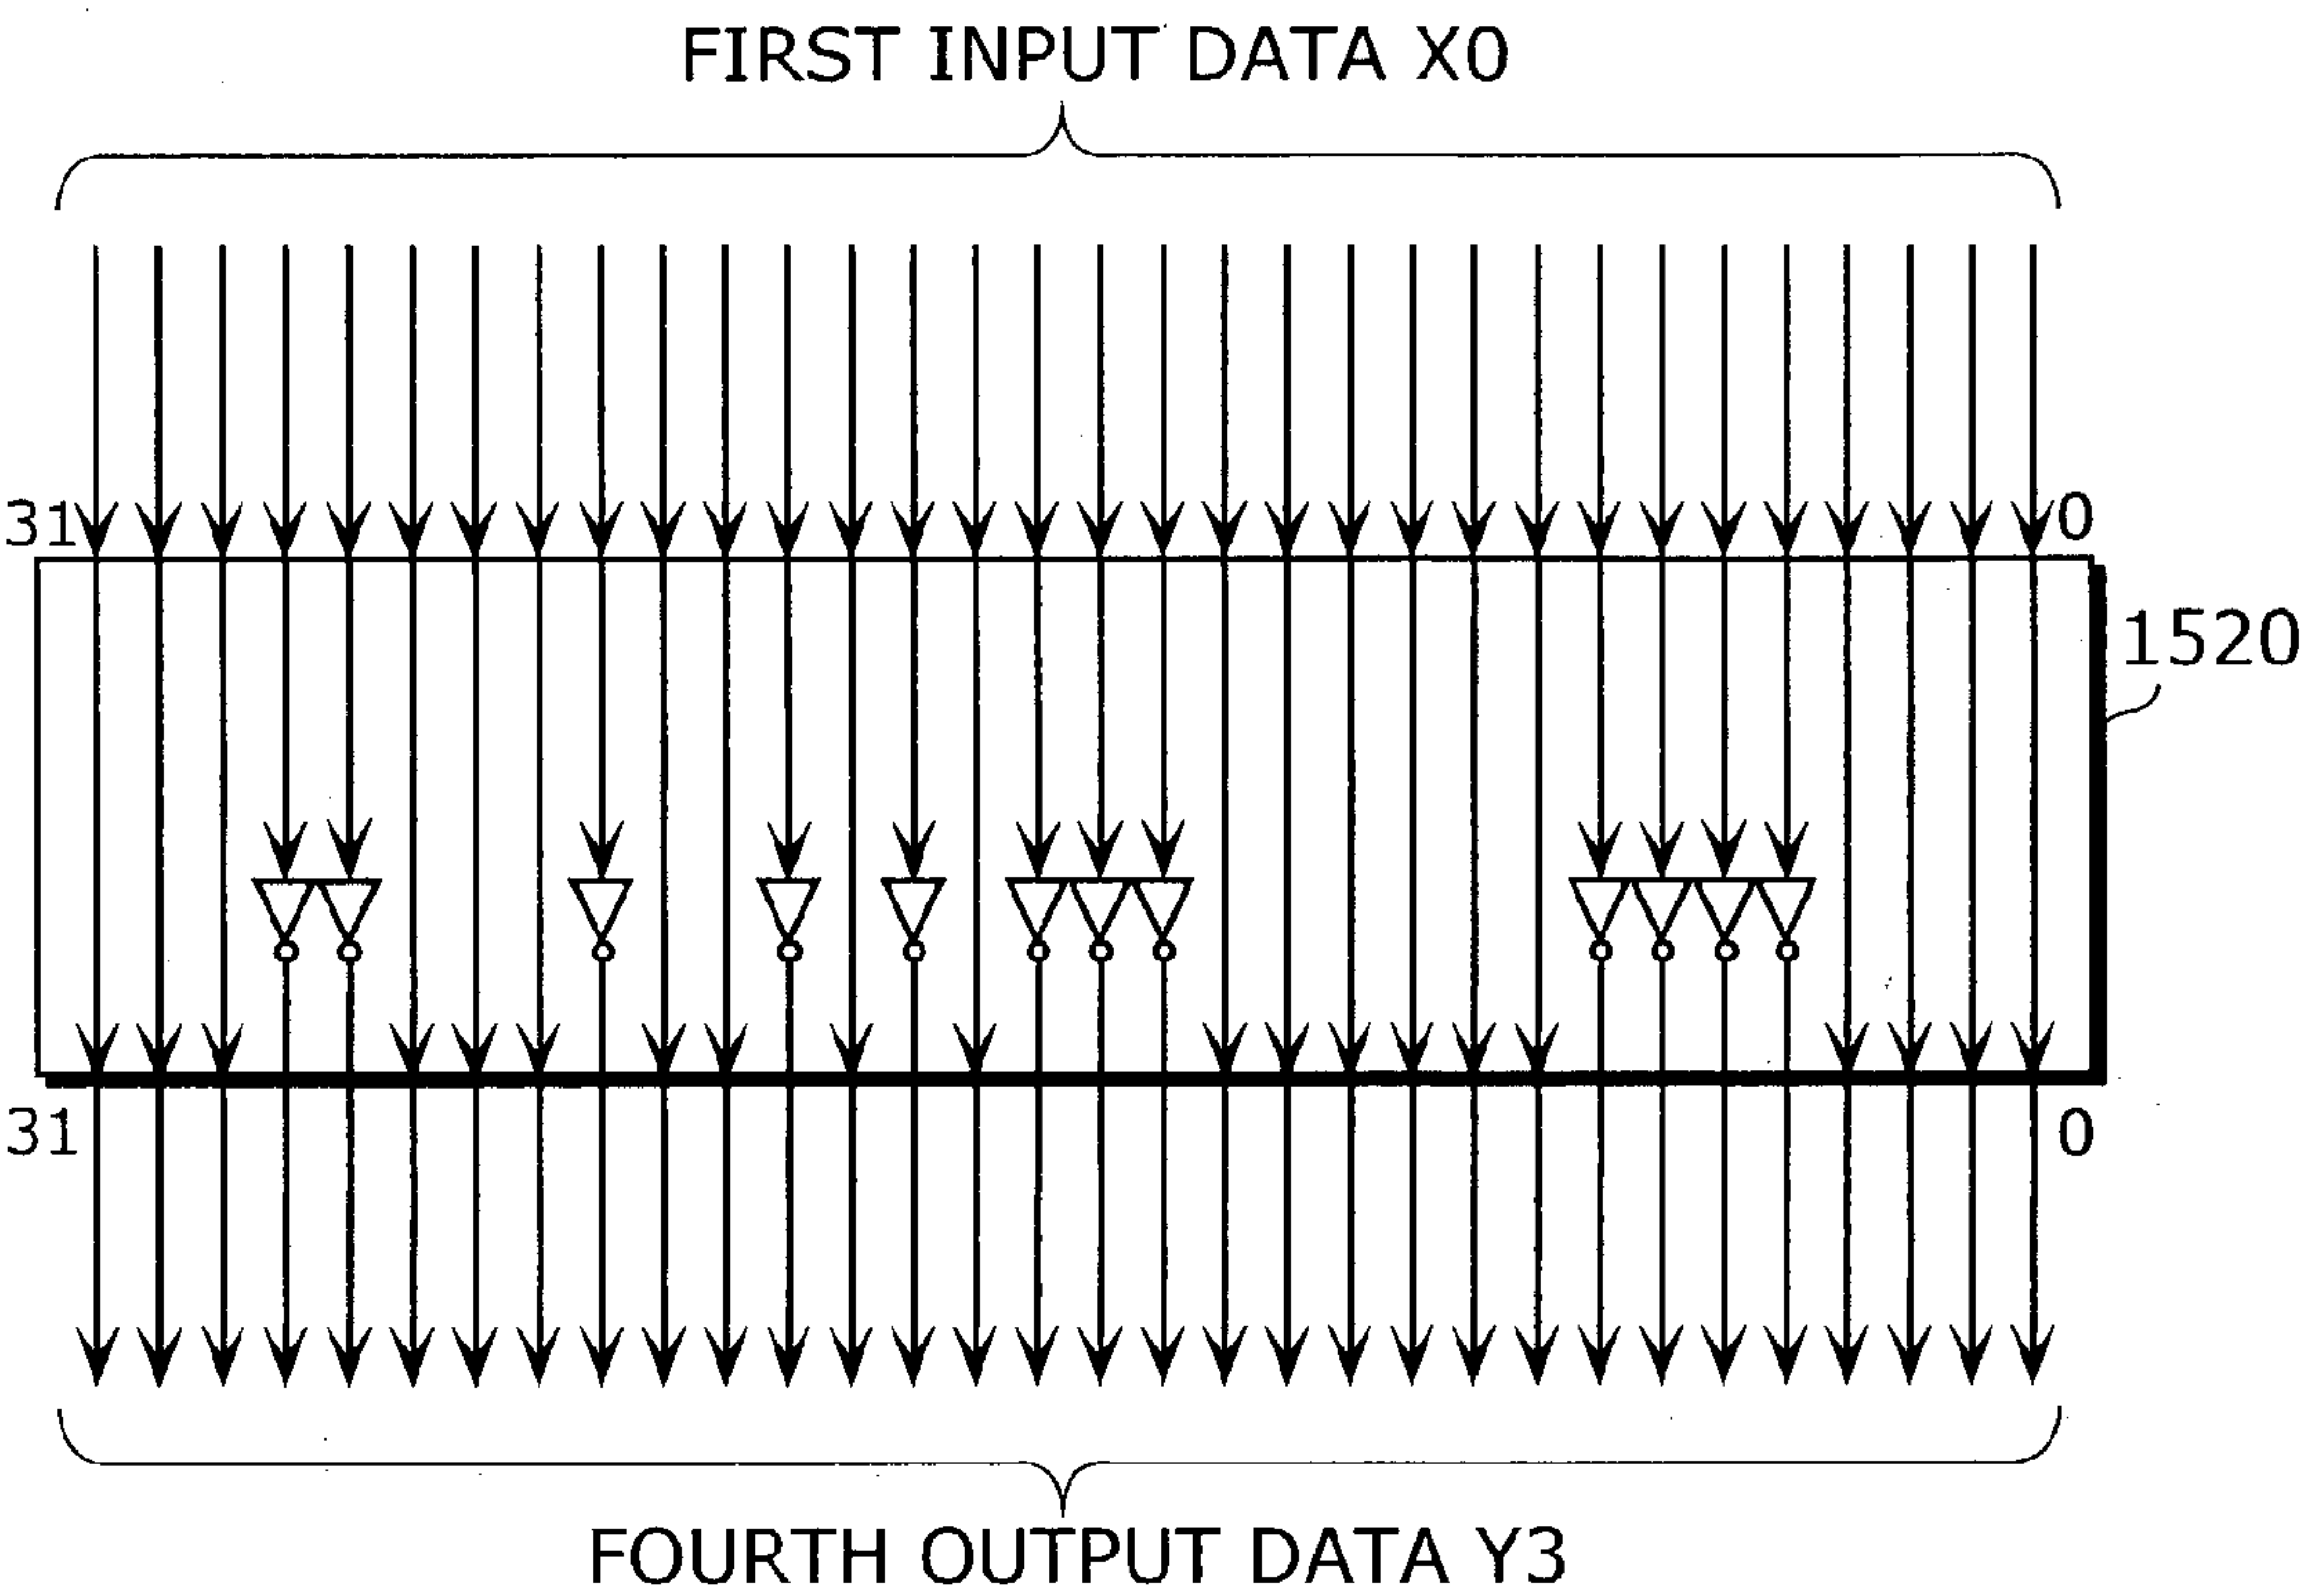 FIRST INPUT DATA X0
31 0
1520
31 0
FOURTH OUTPUT DATA Y3